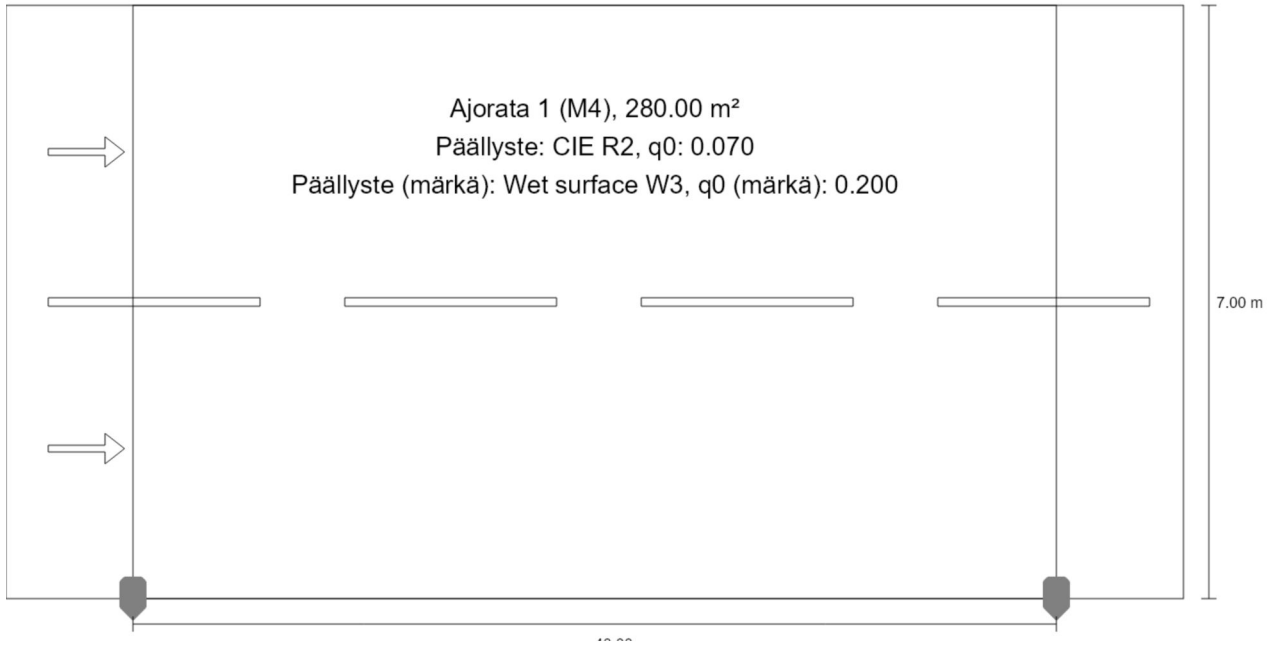 Ajorata 1 (M4), 280.00 m²
Päällyste: CIE R2, q0: 0.070
Päällyste (märkä): Wet surface W3, q0 (märkä): 0.200
7.00 m